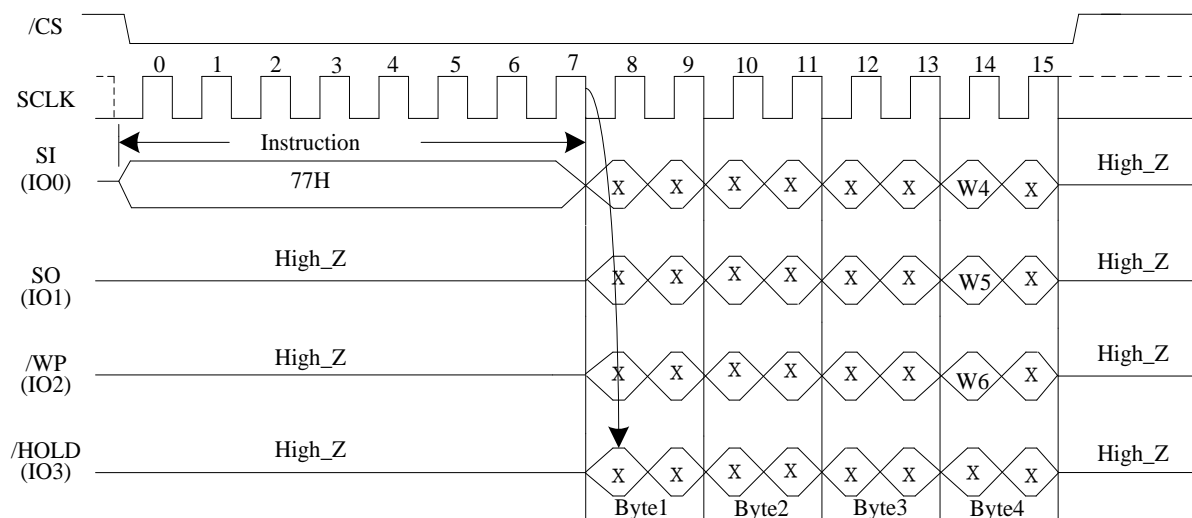 /CS
0 1 2 3 4 5 6 7 8 9 10 11 12 13 14 15
SCLK
Instruction
SI
(IO0)
77H
X X X X X X X X W4 X
High_Z
SO
(IO1)
High_Z
X X X X X X X X W5 X
High_Z
/WP
(IO2)
High_Z
X X X X X X X X W6 X
High_Z
/HOLD
(IO3)
High_Z
X X X X X X X X X X
High_Z
Byte1 Byte2 Byte3 Byte4